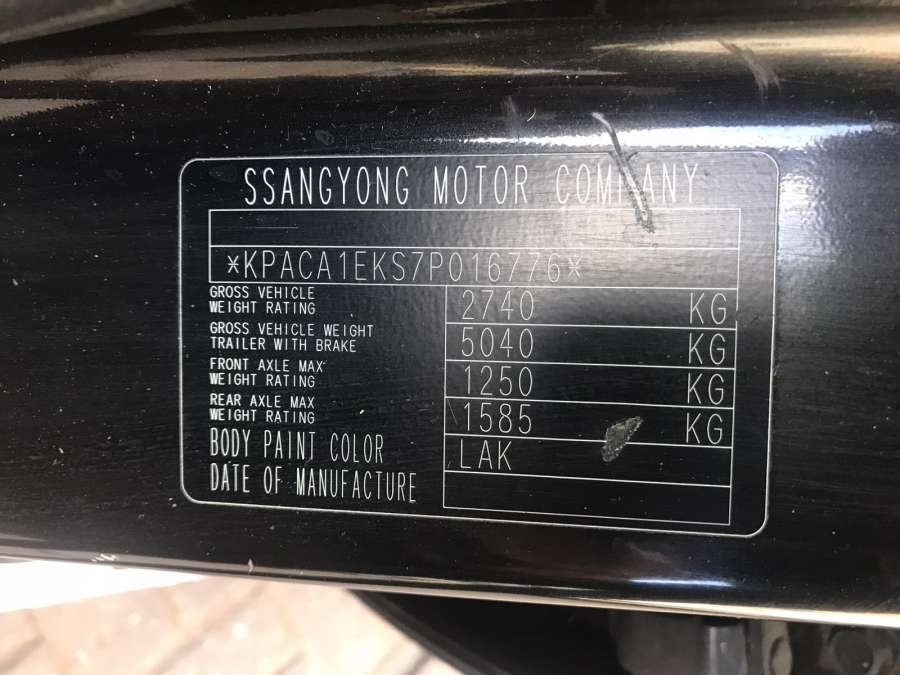 SSANGYONG MOTOR COMPANY
*KPACA1EKS7P016776*
GROSS VEHICLE
WEIGHT RATING 2740 KG
GROSS VEHICLE WEIGHT
TRAILER WITH BRAKE 5040 KG
FRONT AXLE MAX
WEIGHT RATING 1250 KG
REAR AXLE MAX
WEIGHT RATING 1585 KG
BODY PAINT COLOR LAK
DATE OF MANUFACTURE